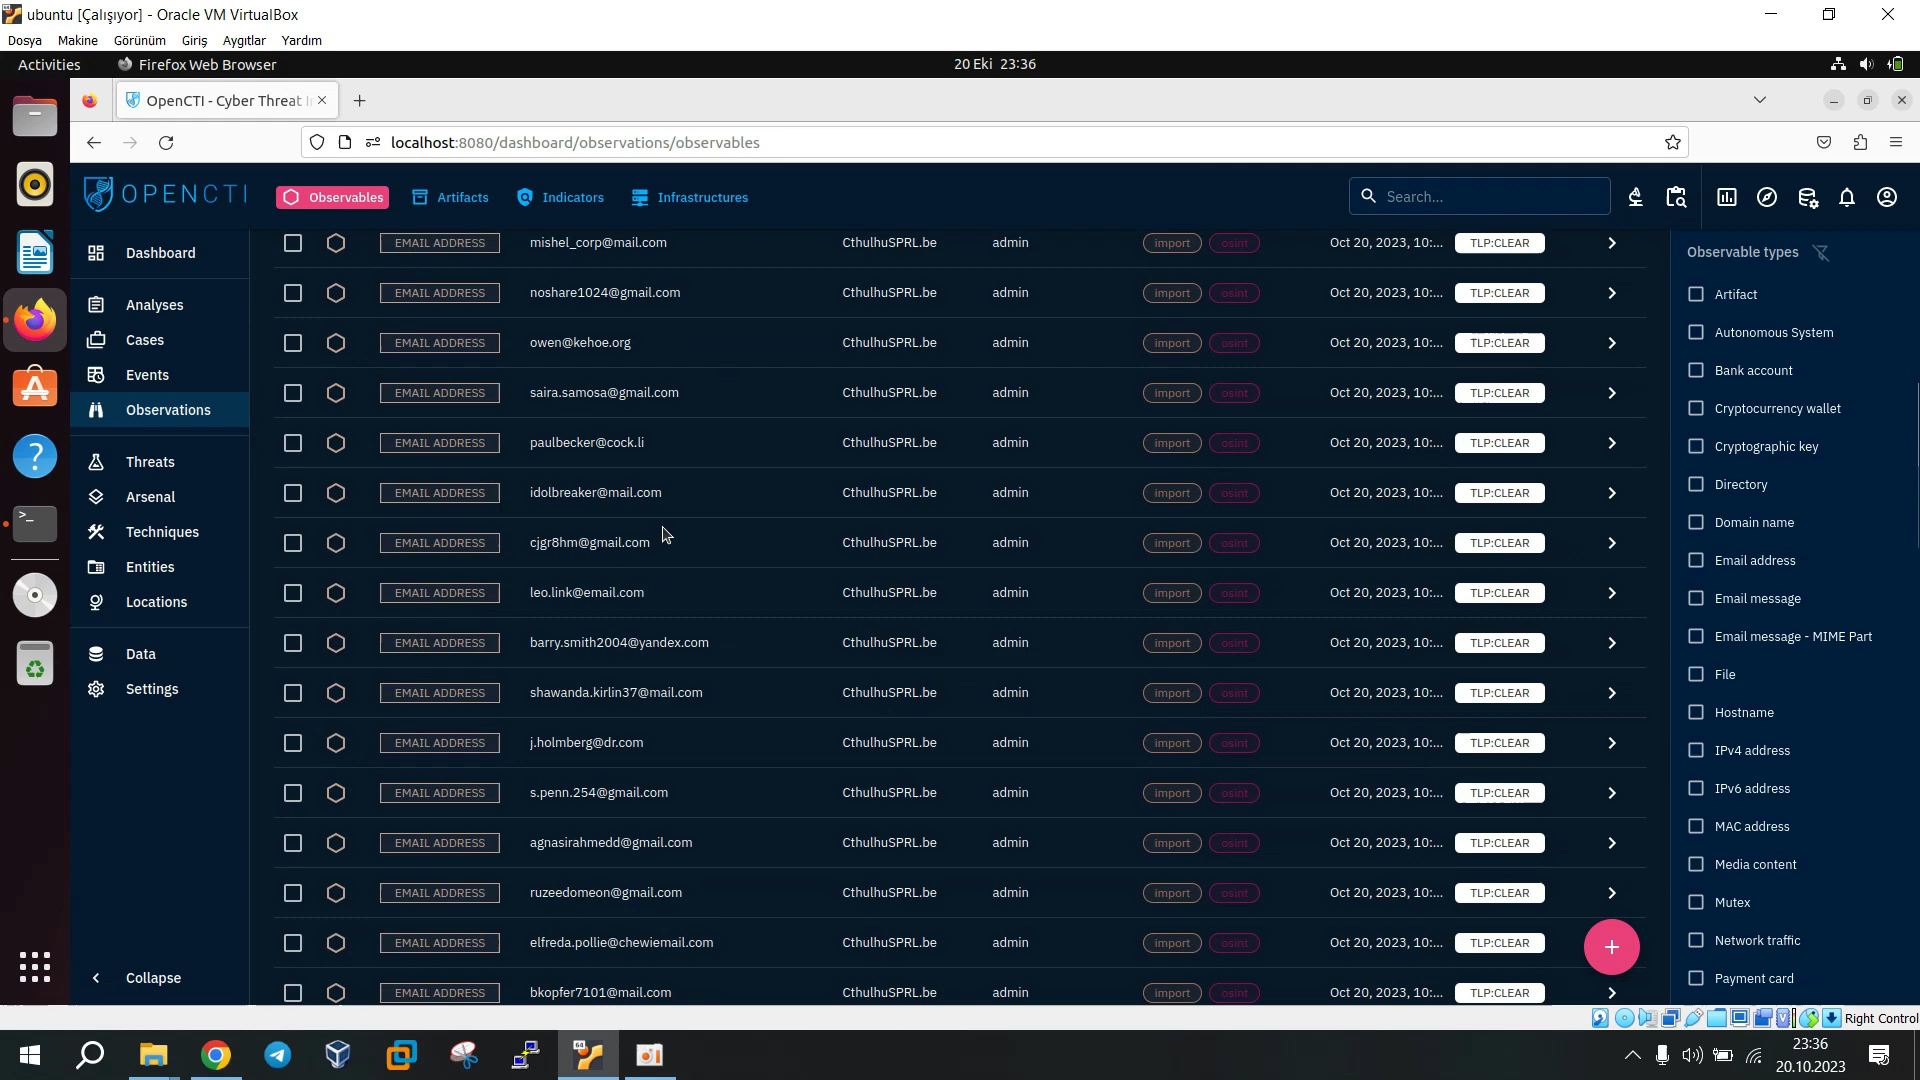 ubuntu [Çalışıyor] - Oracle VM VirtualBox
Dosya Makine Görünüm Giriş Aygıtlar Yardım
Activities Firefox Web Browser 20 Eki 23:36
OpenCTI - Cyber Threat I
localhost:8080/dashboard/observations/observables
OPENCTI Observables Artifacts Indicators Infrastructures Search...
Dashboard
Analyses
Cases
Events
Observations
Threats
Arsenal
Techniques
Entities
Locations
Data
Settings
Collapse
EMAIL ADDRESS mishel_corp@mail.com CthulhuSPRL.be admin import osint Oct 20, 2023, 10:... TLP:CLEAR
EMAIL ADDRESS noshare1024@gmail.com CthulhuSPRL.be admin import osint Oct 20, 2023, 10:... TLP:CLEAR
EMAIL ADDRESS owen@kehoe.org CthulhuSPRL.be admin import osint Oct 20, 2023, 10:... TLP:CLEAR
EMAIL ADDRESS saira.samosa@gmail.com CthulhuSPRL.be admin import osint Oct 20, 2023, 10:... TLP:CLEAR
EMAIL ADDRESS paulbecker@cock.li CthulhuSPRL.be admin import osint Oct 20, 2023, 10:... TLP:CLEAR
EMAIL ADDRESS idolbreaker@mail.com CthulhuSPRL.be admin import osint Oct 20, 2023, 10:... TLP:CLEAR
EMAIL ADDRESS cjgr8hm@gmail.com CthulhuSPRL.be admin import osint Oct 20, 2023, 10:... TLP:CLEAR
EMAIL ADDRESS leo.link@email.com CthulhuSPRL.be admin import osint Oct 20, 2023, 10:... TLP:CLEAR
EMAIL ADDRESS barry.smith2004@yandex.com CthulhuSPRL.be admin import osint Oct 20, 2023, 10:... TLP:CLEAR
EMAIL ADDRESS shawanda.kirlin37@mail.com CthulhuSPRL.be admin import osint Oct 20, 2023, 10:... TLP:CLEAR
EMAIL ADDRESS j.holmberg@dr.com CthulhuSPRL.be admin import osint Oct 20, 2023, 10:... TLP:CLEAR
EMAIL ADDRESS s.penn.254@gmail.com CthulhuSPRL.be admin import osint Oct 20, 2023, 10:... TLP:CLEAR
EMAIL ADDRESS agnasirahmedd@gmail.com CthulhuSPRL.be admin import osint Oct 20, 2023, 10:... TLP:CLEAR
EMAIL ADDRESS ruzeedomeon@gmail.com CthulhuSPRL.be admin import osint Oct 20, 2023, 10:... TLP:CLEAR
EMAIL ADDRESS elfreda.pollie@chewiemail.com CthulhuSPRL.be admin import osint Oct 20, 2023, 10:... TLP:CLEAR
EMAIL ADDRESS bkopfer7101@mail.com CthulhuSPRL.be admin import osint Oct 20, 2023, 10:... TLP:CLEAR
Observable types
Artifact
Autonomous System
Bank account
Cryptocurrency wallet
Cryptographic key
Directory
Domain name
Email address
Email message
Email message - MIME Part
File
Hostname
IPv4 address
IPv6 address
MAC address
Media content
Mutex
Network traffic
Payment card
Right Control
23:36
20.10.2023